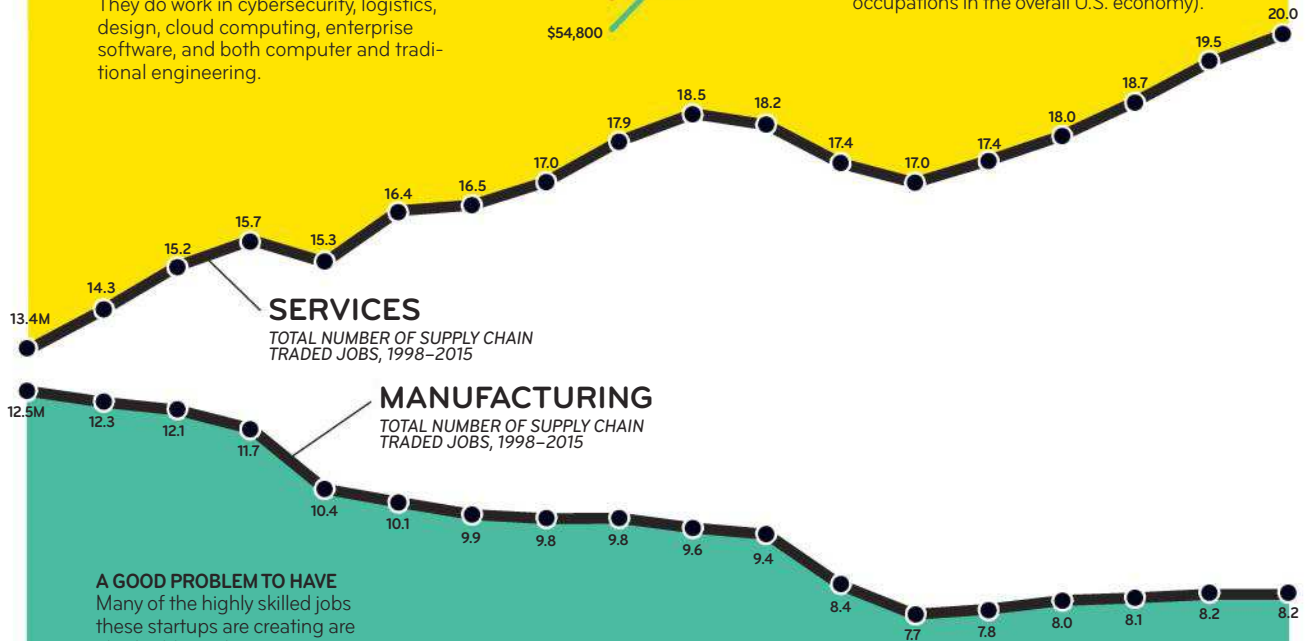 They do work in cybersecurity, logistics,
design, cloud computing, enterprise
software, and both computer and tradi-
tional engineering.
$54,800
occupations in the overall U.S. economy).
13.4M
14.3
15.2
15.7
15.3
16.4
16.5
17.0
17.9
18.5
18.2
17.4
17.0
17.4
18.0
18.7
19.5
20.0
SERVICES
TOTAL NUMBER OF SUPPLY CHAIN
TRADED JOBS, 1998–2015
MANUFACTURING
TOTAL NUMBER OF SUPPLY CHAIN
TRADED JOBS, 1998–2015
12.5M
12.3
12.1
11.7
10.4
10.1
9.9
9.8
9.8
9.6
9.4
8.4
7.7
7.8
8.0
8.1
8.2
8.2
A GOOD PROBLEM TO HAVE
Many of the highly skilled jobs
these startups are creating are